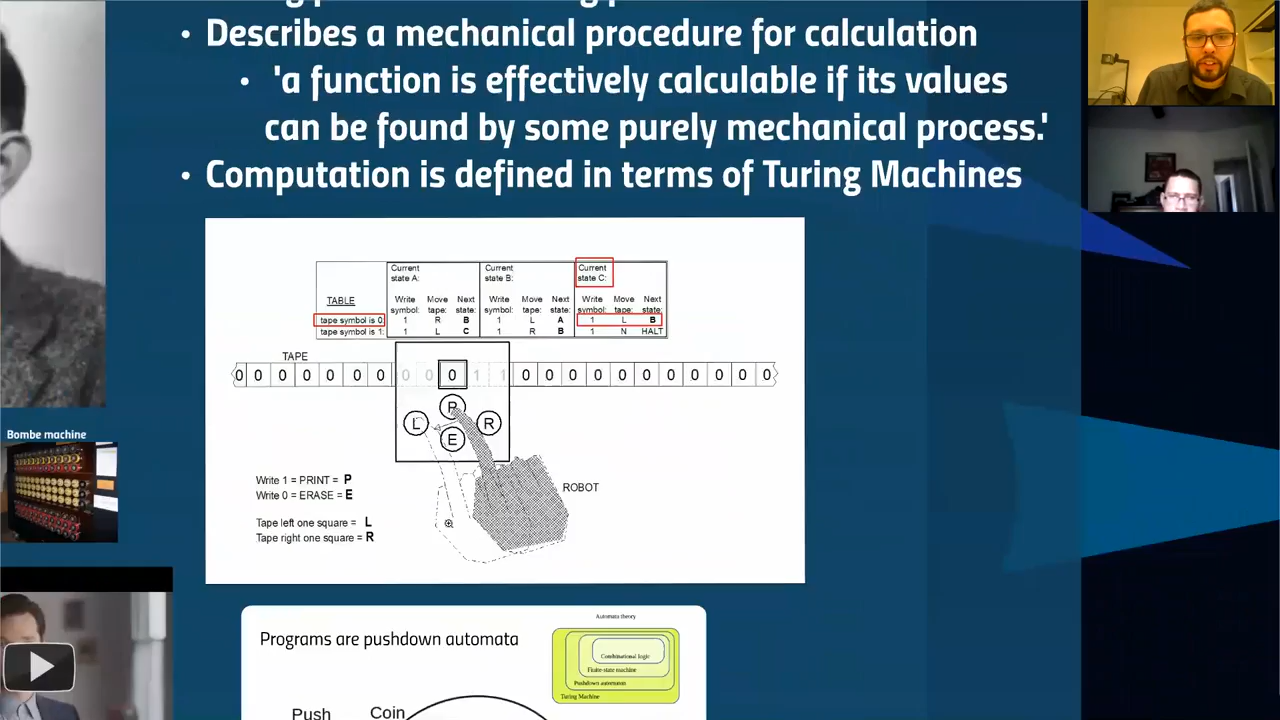 • Describes a mechanical procedure for calculation
• 'a function is effectively calculable if its values
can be found by some purely mechanical process.'
• Computation is defined in terms of Turing Machines
Current state A:
Current state B:
Current state C:
TABLE
Write symbol: Move tape: Next state: Write symbol: Move tape: Next state: Write symbol: Move tape: Next state:
tape symbol is 0: 1 R B 1 L A 1 L B
tape symbol is 1: 1 L C 1 R B 1 N HALT
TAPE
0 0 0 0 0 0 0 0 0 0 1 1 0 0 0 0 0 0 0 0 0 0 0
P
L R
E
ROBOT
Write 1 = PRINT = P
Write 0 = ERASE = E
Tape left one square = L
Tape right one square = R
Bombe machine
Programs are pushdown automata
Automata theory
Combinational logic
Finite-state machine
Pushdown automaton
Turing Machine
Push Coin